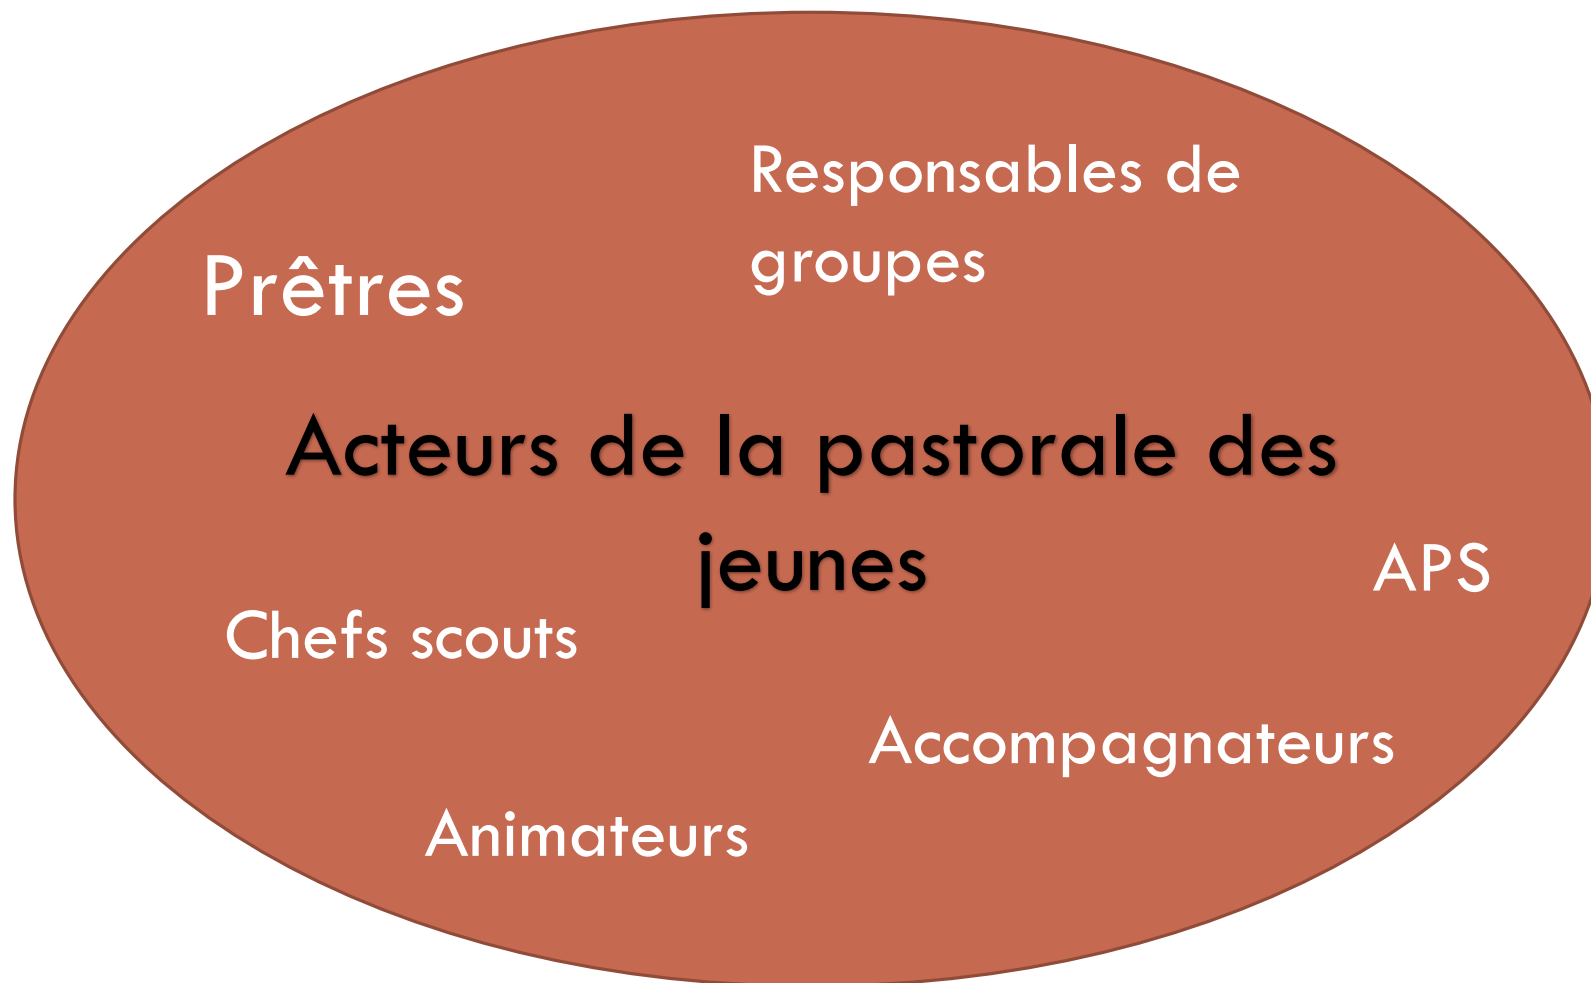 Responsables de
groupes
Prêtres
Acteurs de la pastorale des
jeunes
APS
Chefs scouts
Accompagnateurs
Animateurs